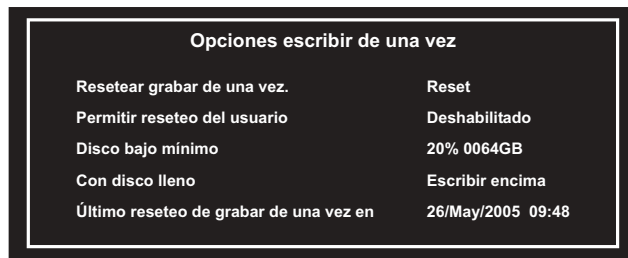 Opciones escribir de una vez
Resetear grabar de una vez. Reset
Permitir reseteo del usuario Deshabilitado
Disco bajo mínimo 20% 0064GB
Con disco lleno Escribir encima
Último reseteo de grabar de una vez en 26/May/2005 09:48